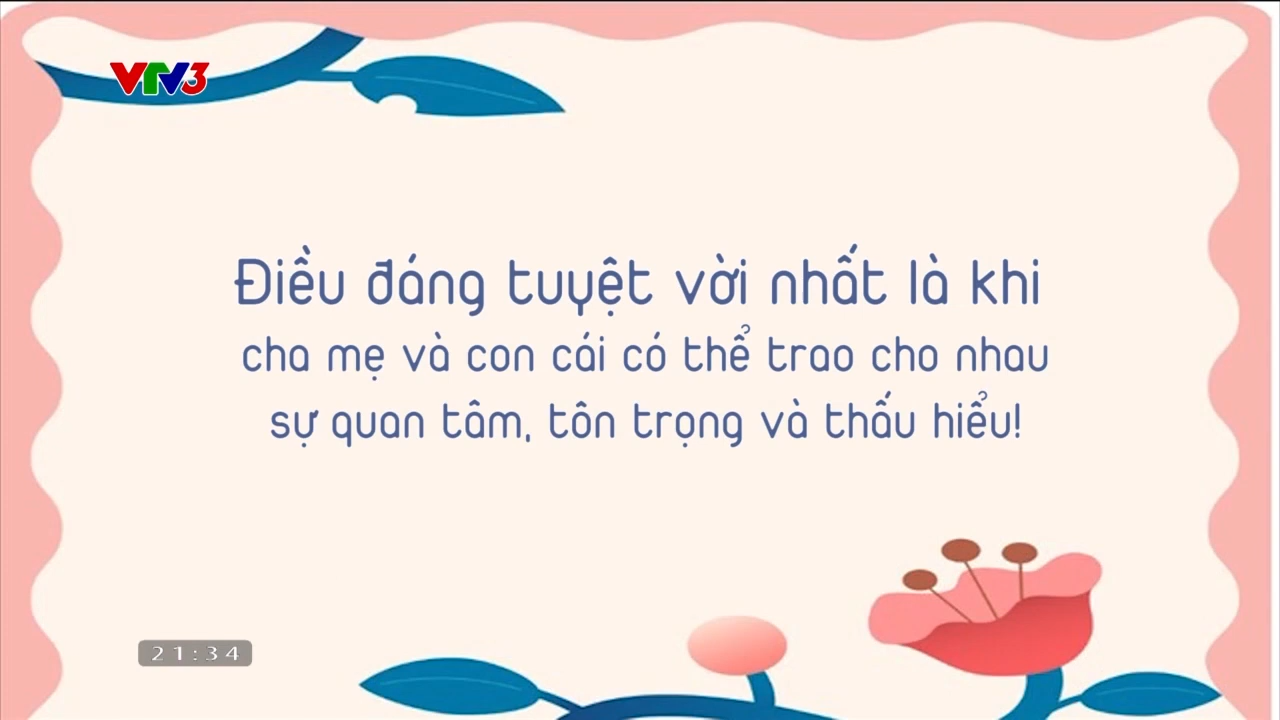 VTV3
Điều đáng tuyệt vời nhất là khi
cha mẹ và con cái có thể trao cho nhau
sự quan tâm, tôn trọng và thấu hiểu!
21:34